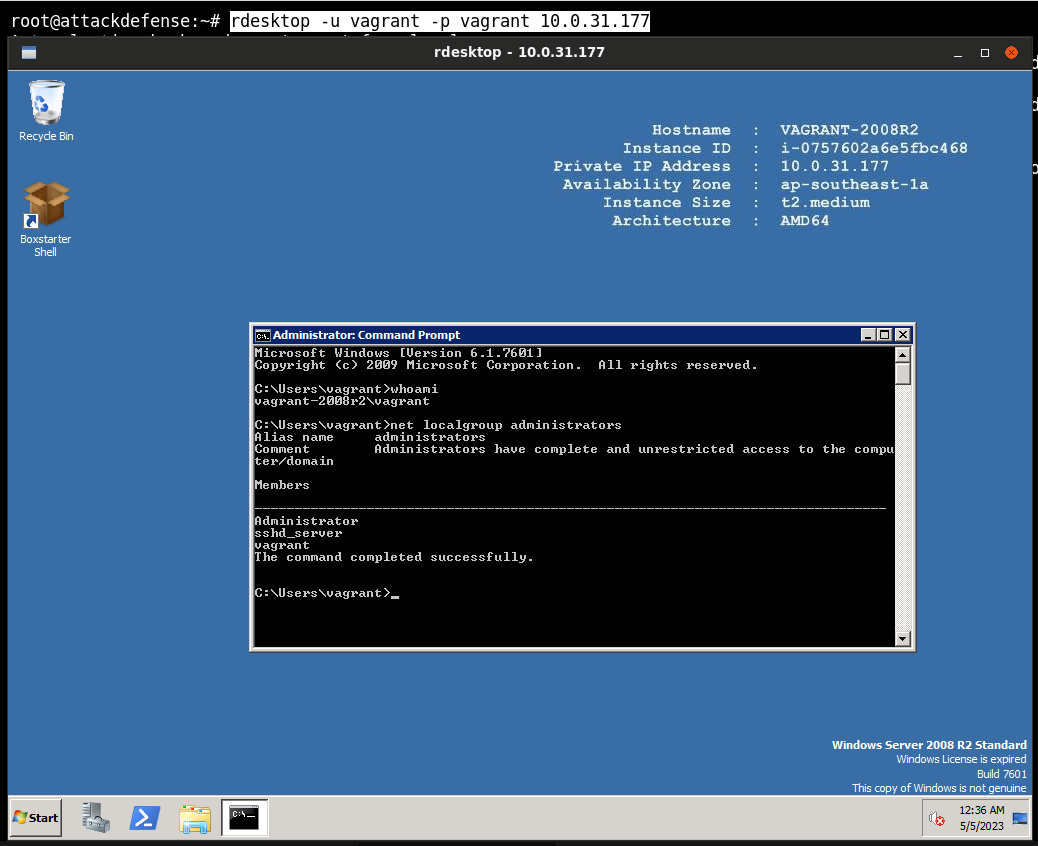 root@attackdefense:~# rdesktop -u vagrant -p vagrant 10.0.31.177
rdesktop - 10.0.31.177
Recycle Bin
Boxstarter
Shell
Hostname : VAGRANT-2008R2
Instance ID : i-0757602a6e5fbc468
Private IP Address : 10.0.31.177
Availability Zone : ap-southeast-1a
Instance Size : t2.medium
Architecture : AMD64
Administrator: Command Prompt
Microsoft Windows [Version 6.1.7601]
Copyright (c) 2009 Microsoft Corporation.  All rights reserved.
C:\Users\vagrant>whoami
vagrant-2008r2\vagrant
C:\Users\vagrant>net localgroup administrators
Alias name     administrators
Comment        Administrators have complete and unrestricted access to the compu
ter/domain
Members
-------------------------------------------------------------------------------
Administrator
sshd_server
vagrant
The command completed successfully.
C:\Users\vagrant>_
Windows Server 2008 R2 Standard
Windows License is expired
Build 7601
This copy of Windows is not genuine
Start
12:36 AM
5/5/2023